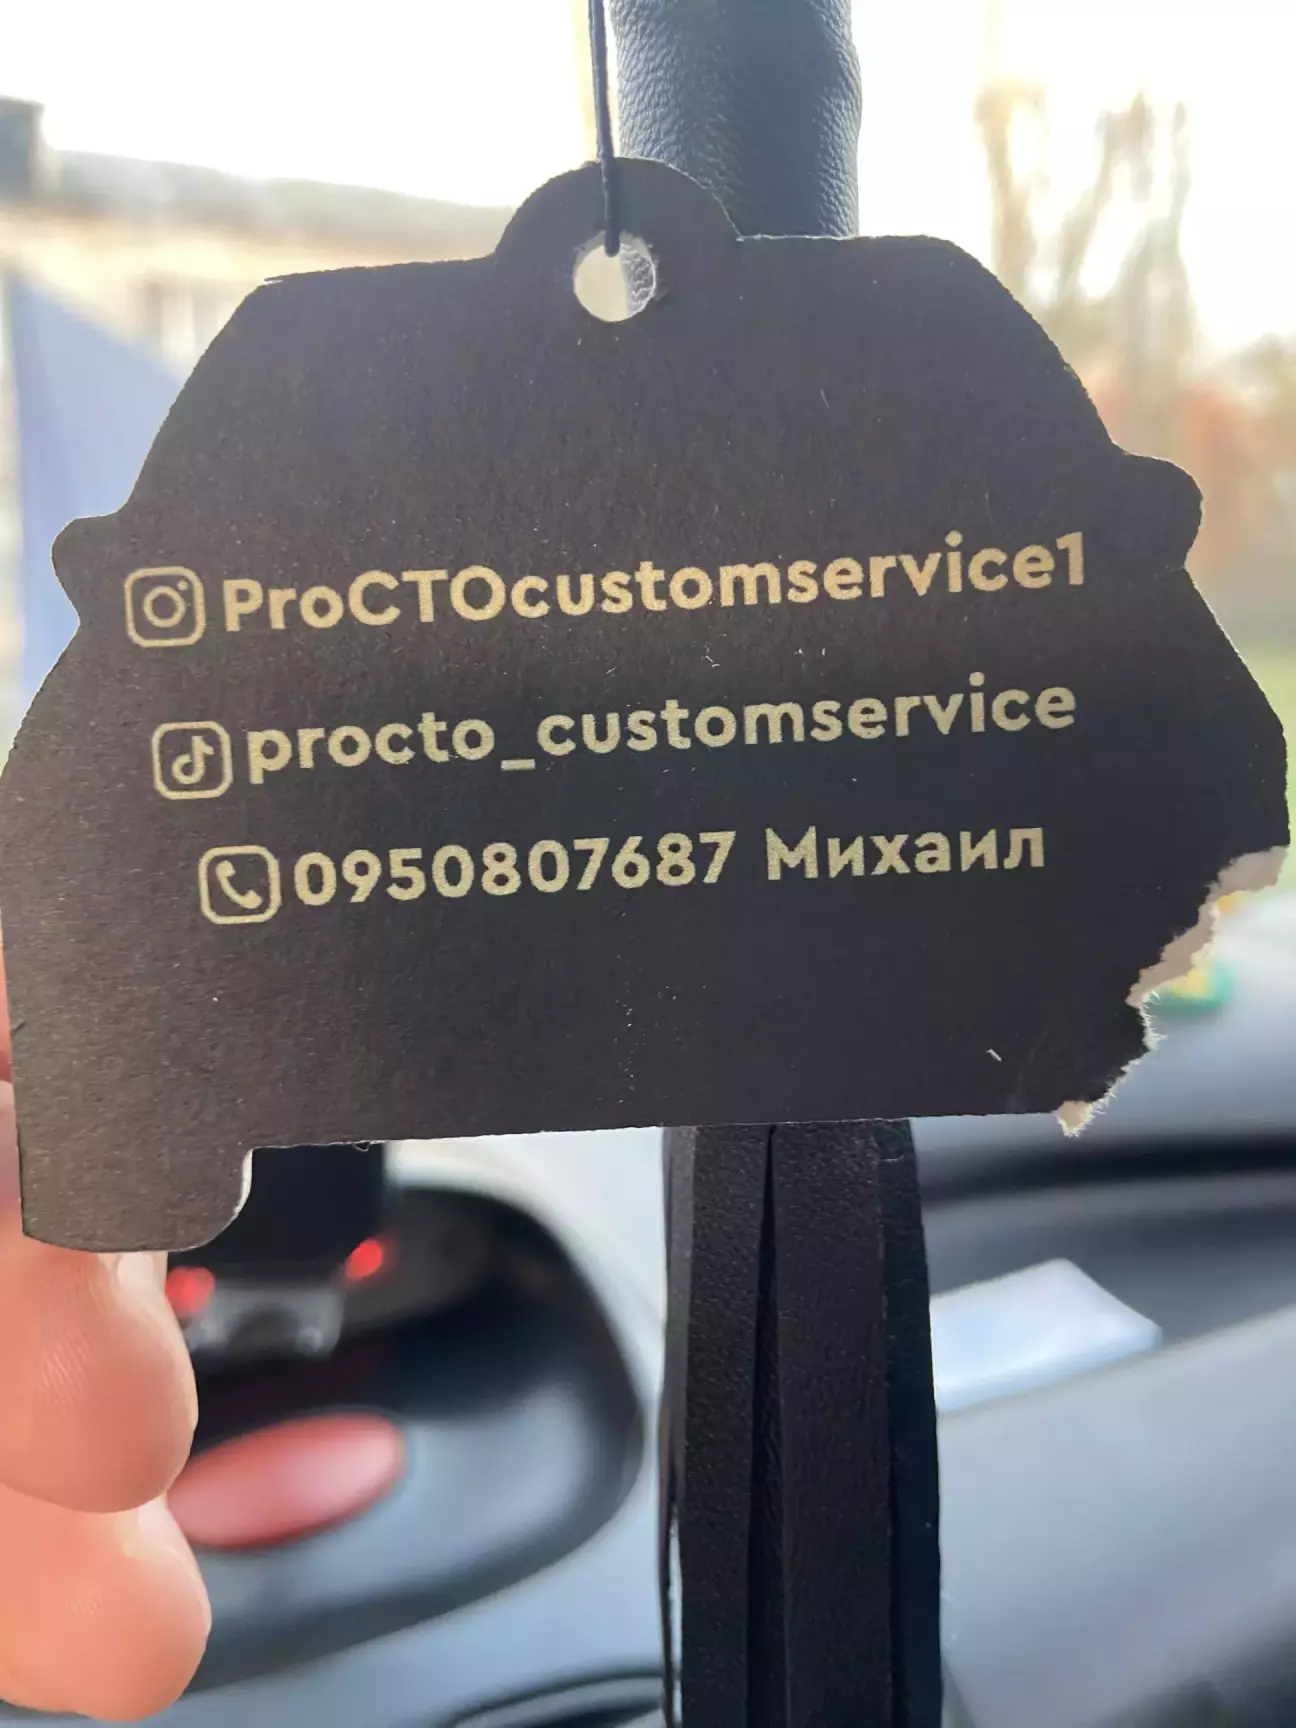 ProCTOcustomservice1
procto_customservice
0950807687 Михаил